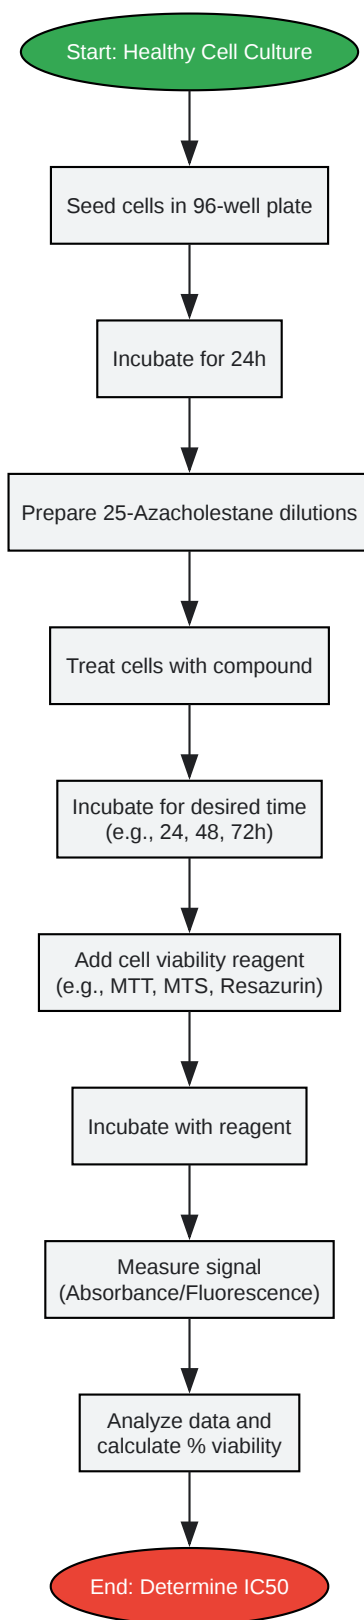 Start: Healthy Cell Culture
Seed cells in 96-well plate
Incubate for 24h
Prepare 25-Azacholestane dilutions
Treat cells with compound
Incubate for desired time
(e.g., 24, 48, 72h)
Add cell viability reagent
(e.g., MTT, MTS, Resazurin)
Incubate with reagent
Measure signal
(Absorbance/Fluorescence)
Analyze data and
calculate % viability
End: Determine IC50